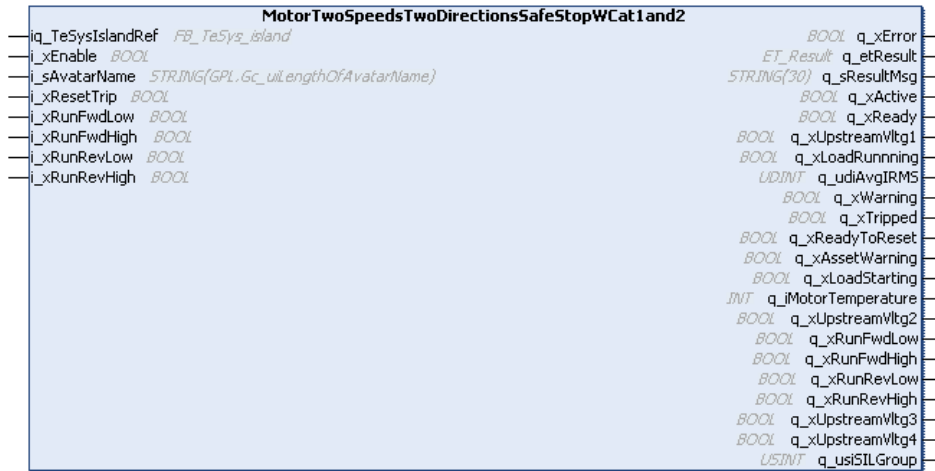 MotorTwoSpeedsTwoDirectionsSafeStopWCat1and2
iq_TeSysIslandRef FB_TeSys_island BOOL q_xError
i_xEnable BOOL ET_Result q_etResult
i_sAvatarName STRING(GPL.Gc_uiLengthOfAvatarName) STRING(30) q_sResultMsg
i_xResetTrip BOOL BOOL q_xActive
i_xRunFwdLow BOOL BOOL q_xReady
i_xRunFwdHigh BOOL BOOL q_xUpstreamVltg1
i_xRunRevLow BOOL BOOL q_xLoadRunnning
i_xRunRevHigh BOOL UDINT q_udiAvgIRMS
BOOL q_xWarning
BOOL q_xTripped
BOOL q_xReadyToReset
BOOL q_xAssetWarning
BOOL q_xLoadStarting
INT q_iMotorTemperature
BOOL q_xUpstreamVltg2
BOOL q_xRunFwdLow
BOOL q_xRunFwdHigh
BOOL q_xRunRevLow
BOOL q_xRunRevHigh
BOOL q_xUpstreamVltg3
BOOL q_xUpstreamVltg4
USINT q_usiSILGroup